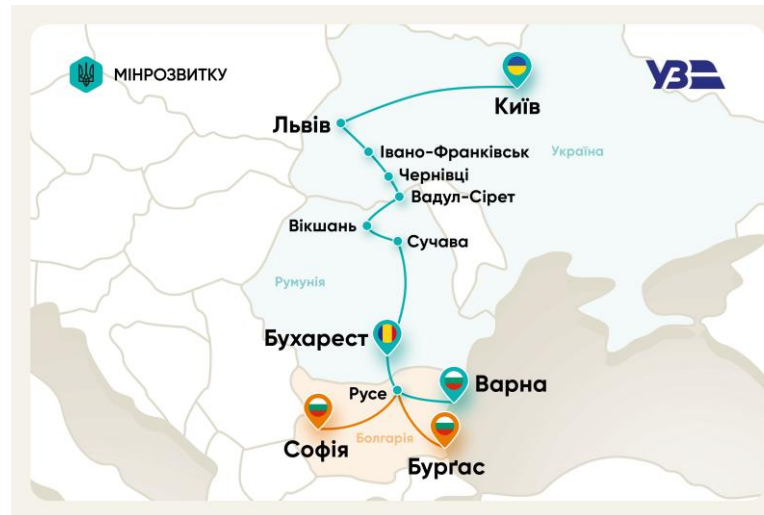 МІНРОЗВИТКУ
УЗ
Київ
Львів
Івано-Франківськ
Україна
Чернівці
Вадул-Сірет
Вікшань
Сучава
Румунія
Бухарест
Русе
Варна
Болгарія
Софія
Бурґас